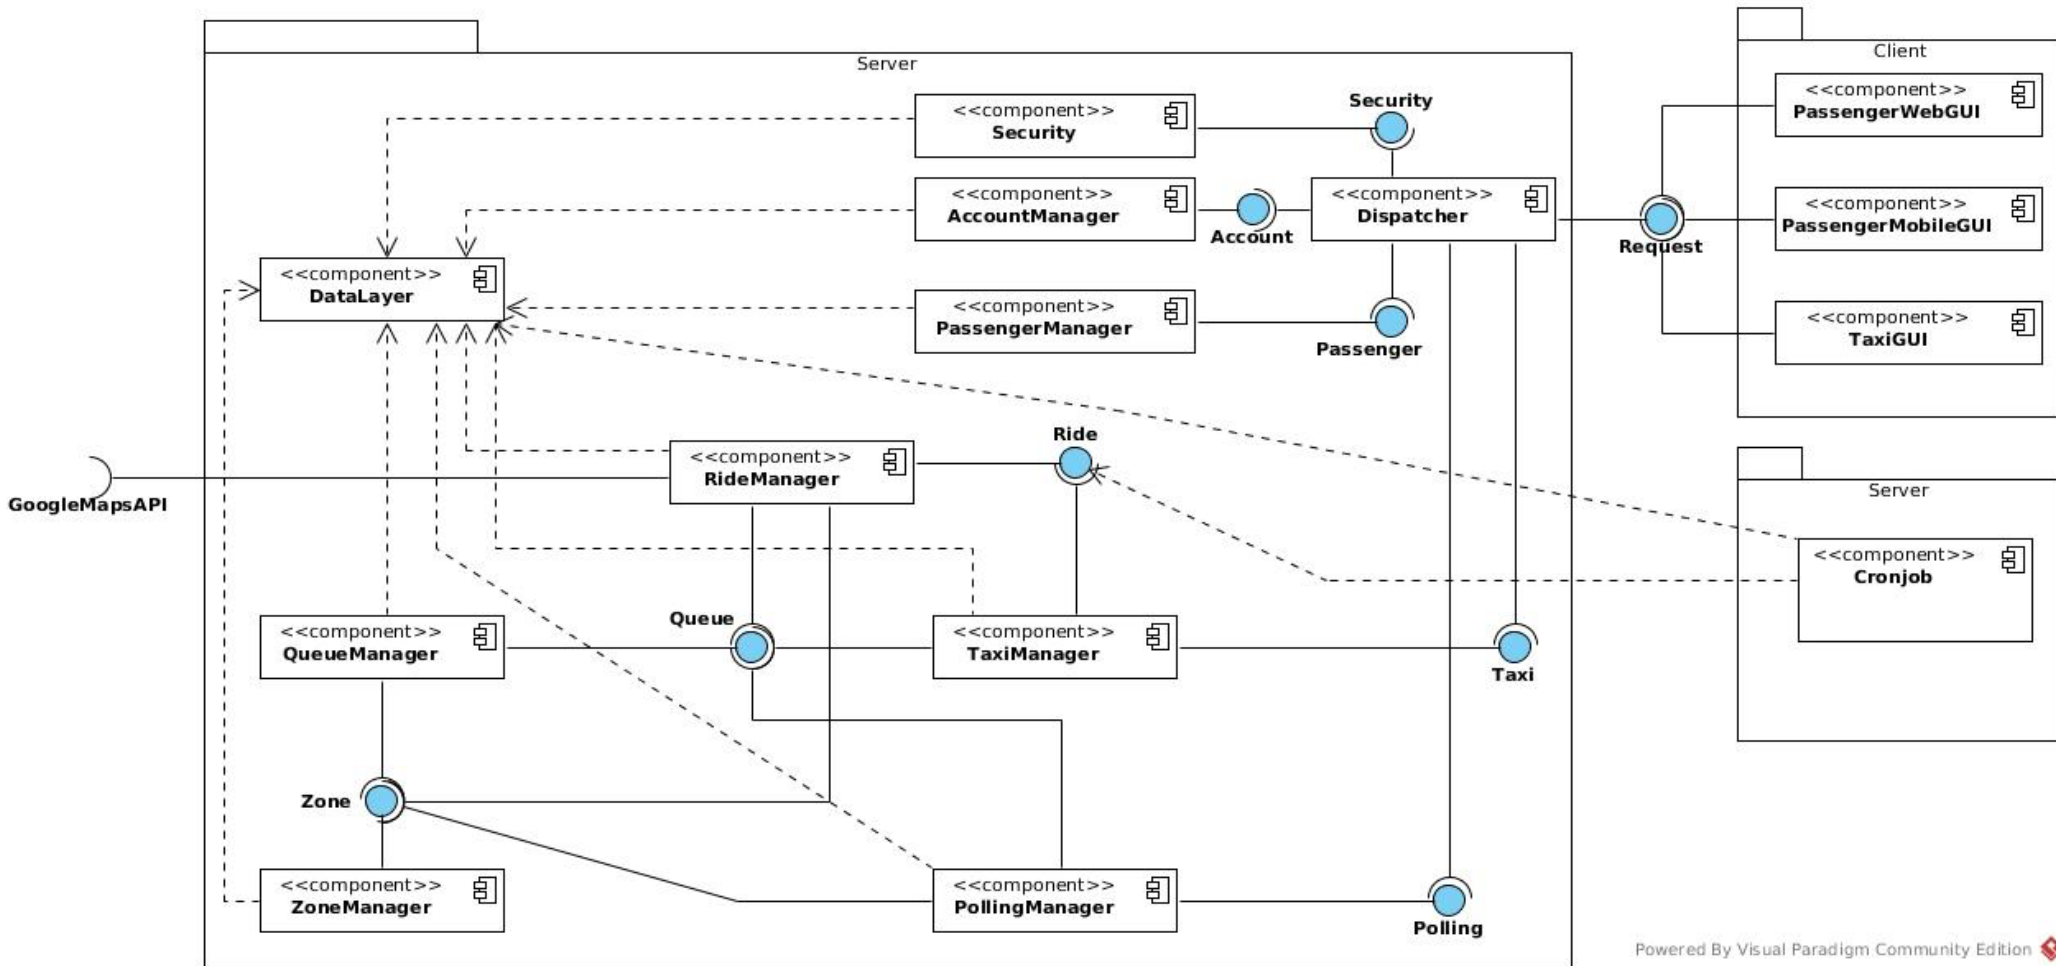 Server
<<component>>
Security
Security
<<component>>
AccountManager
Account
<<component>>
Dispatcher
Request
<<component>>
DataLayer
<<component>>
PassengerManager
Passenger
Client
<<component>>
PassengerWebGUI
<<component>>
PassengerMobileGUI
<<component>>
TaxiGUI
GoogleMapsAPI
<<component>>
RideManager
Ride
Server
<<component>>
Cronjob
<<component>>
QueueManager
Queue
<<component>>
TaxiManager
Taxi
Zone
<<component>>
ZoneManager
<<component>>
PollingManager
Polling
Powered By Visual Paradigm Community Edition